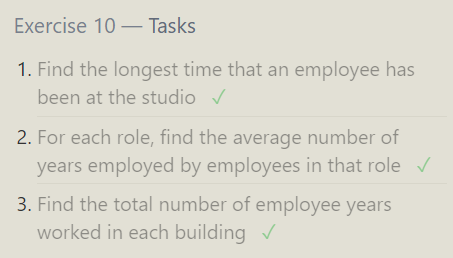 Exercise 10 — Tasks
1. Find the longest time that an employee has
been at the studio ✓
2. For each role, find the average number of
years employed by employees in that role ✓
3. Find the total number of employee years
worked in each building ✓